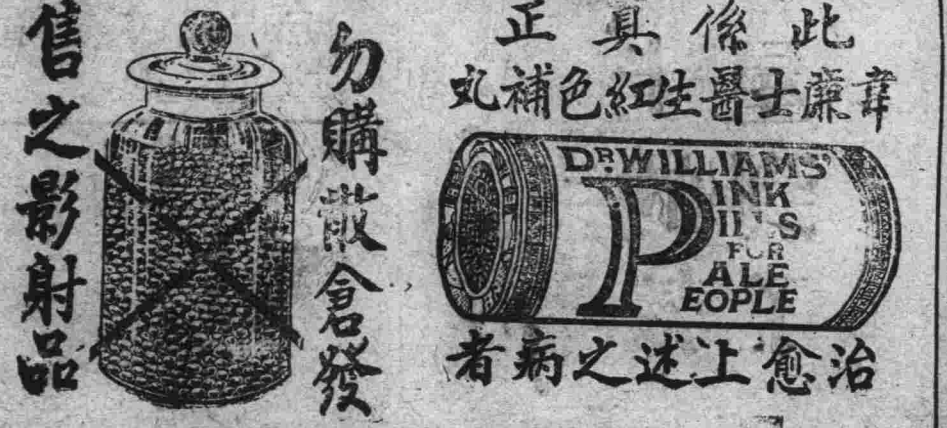 此係真正
韋廉士醫生紅色補丸
DR. WILLIAMS'
PINK
PILLS
FOR
PALE
PEOPLE
治愈上述之病者
勿購散倉發
售之影射品